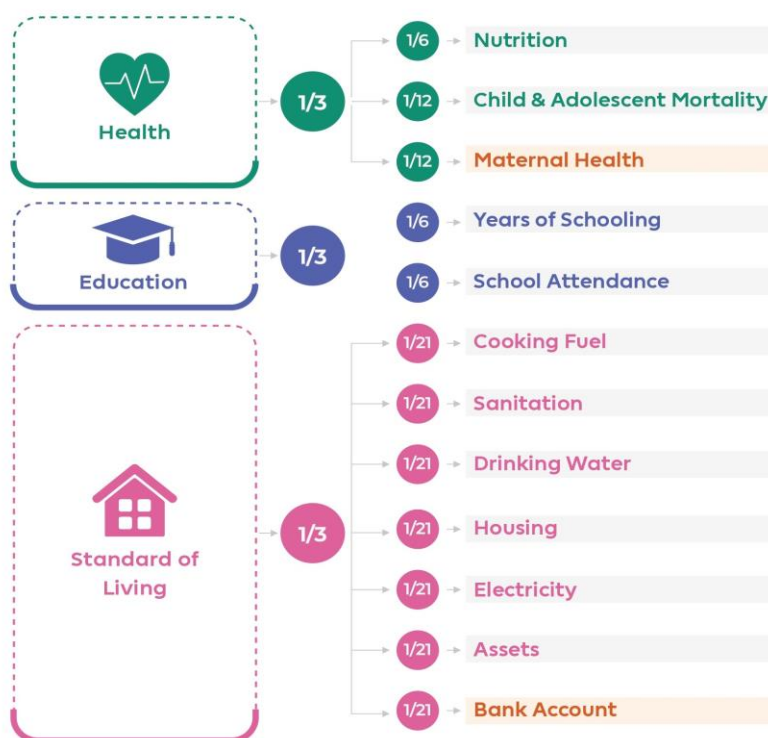 Health
1/3
1/6
Nutrition
1/12
Child & Adolescent Mortality
1/12
Maternal Health
Education
1/3
1/6
Years of Schooling
1/6
School Attendance
Standard of
Living
1/3
1/21
Cooking Fuel
1/21
Sanitation
1/21
Drinking Water
1/21
Housing
1/21
Electricity
1/21
Assets
1/21
Bank Account